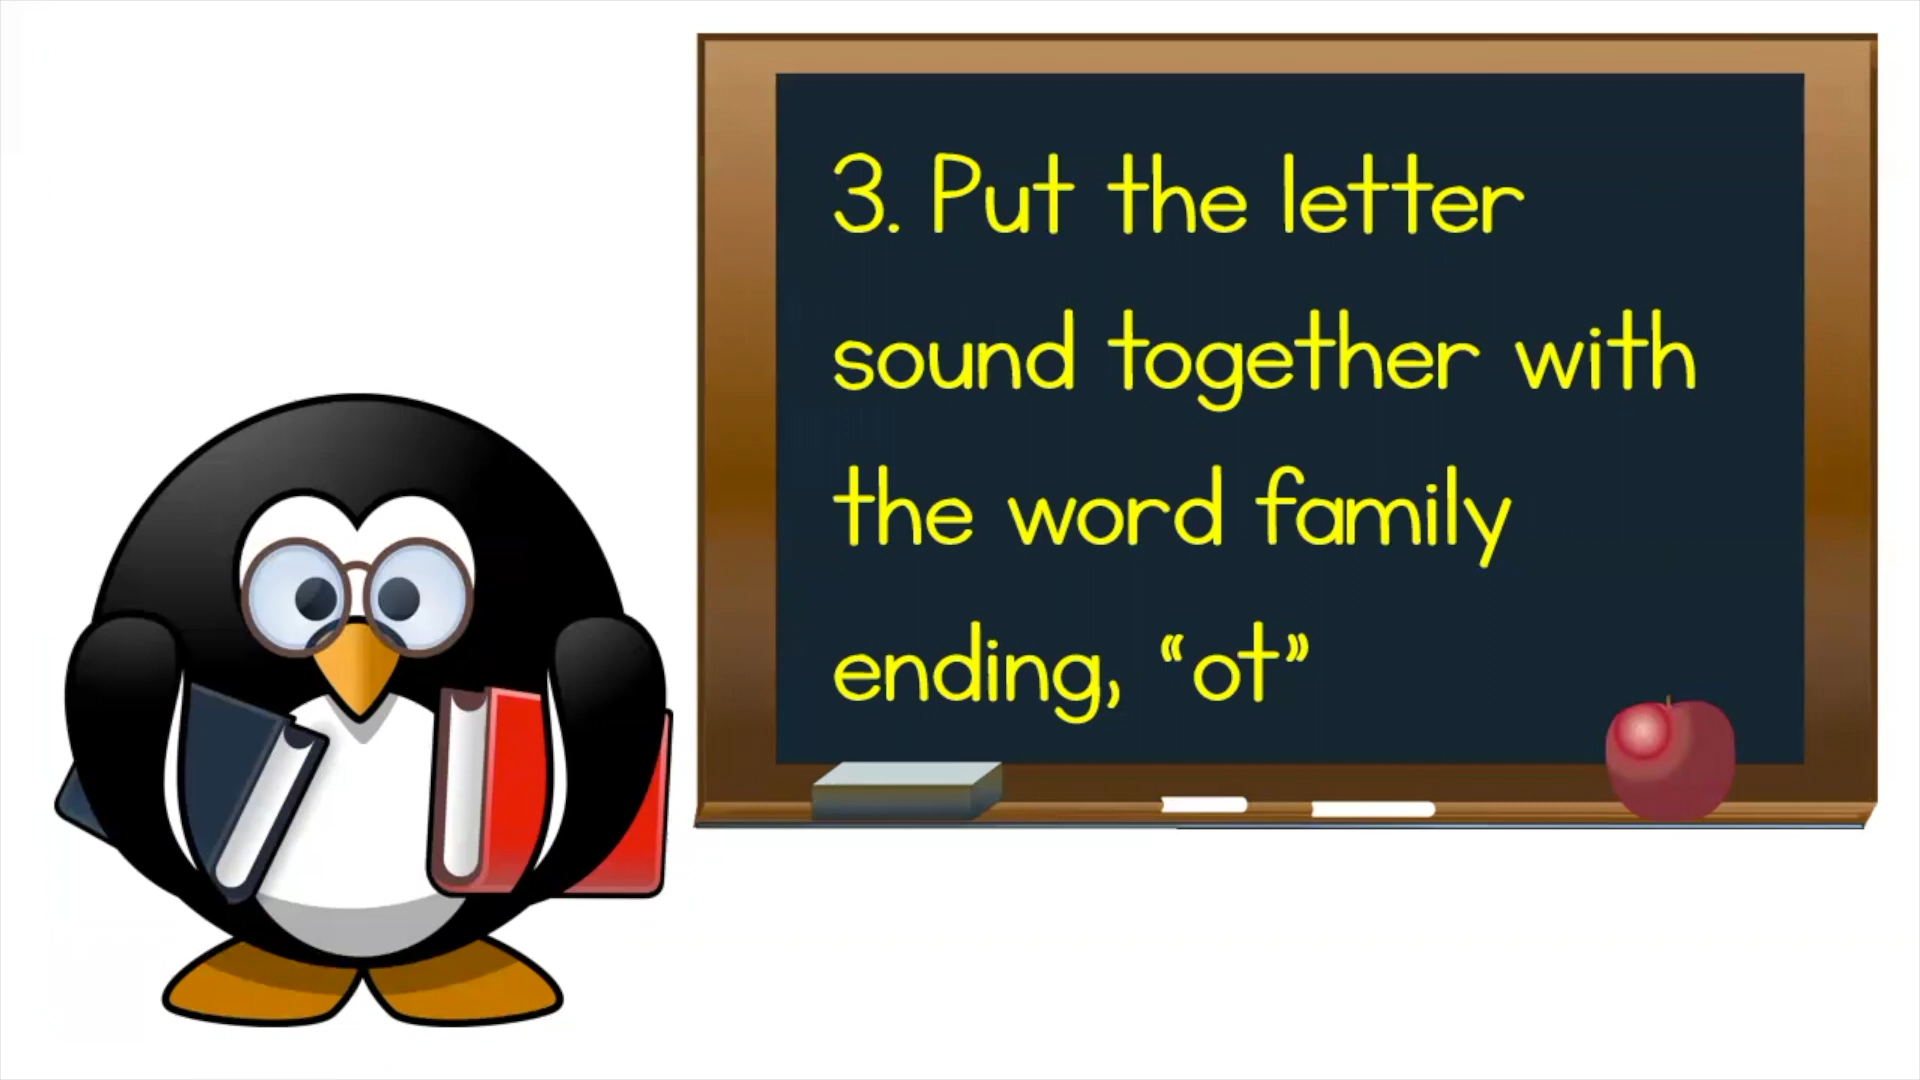 3. Put the letter
sound together with
the word family
ending, “ot”